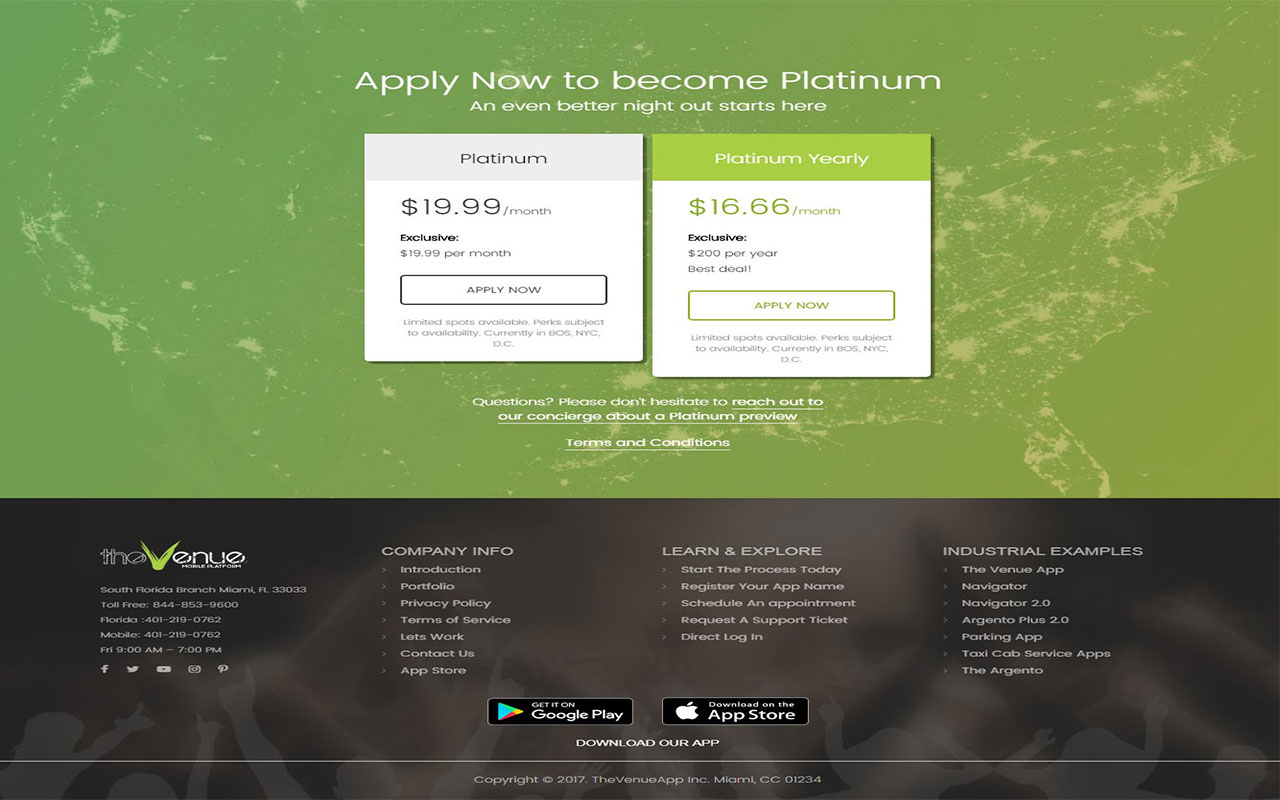 Apply Now to become Platinum
An even better night out starts here
Platinum
$19.99/month
Exclusive:
$19.99 per month
APPLY NOW
Limited spots available. Perks subject
to availability. Currently in BOS, NYC,
D.C.
Platinum Yearly
$16.66/month
Exclusive:
$200 per year
Best deal!
APPLY NOW
Limited spots available. Perks subject
to availability. Currently in BOS, NYC,
D.C.
Questions? Please don't hesitate to reach out to
our concierge about a Platinum preview
Terms and Conditions
theVenue
MOBILE PLATFORM
South Florida Branch Miami, FL 33033
Toll Free: 844-853-9600
Florida :401-219-0762
Mobile: 401-219-0762
Fri 9:00 AM – 7:00 PM
COMPANY INFO
Introduction
Portfolio
Privacy Policy
Terms of Service
Lets Work
Contact Us
App Store
LEARN & EXPLORE
Start The Process Today
Register Your App Name
Schedule An appointment
Request A Support Ticket
Direct Log In
INDUSTRIAL EXAMPLES
The Venue App
Navigator
Navigator 2.0
Argento Plus 2.0
Parking App
Taxi Cab Service Apps
The Argento
GET IT ON
Google Play
Download on the
App Store
DOWNLOAD OUR APP
Copyright © 2017. TheVenueApp Inc. Miami, CC 01234